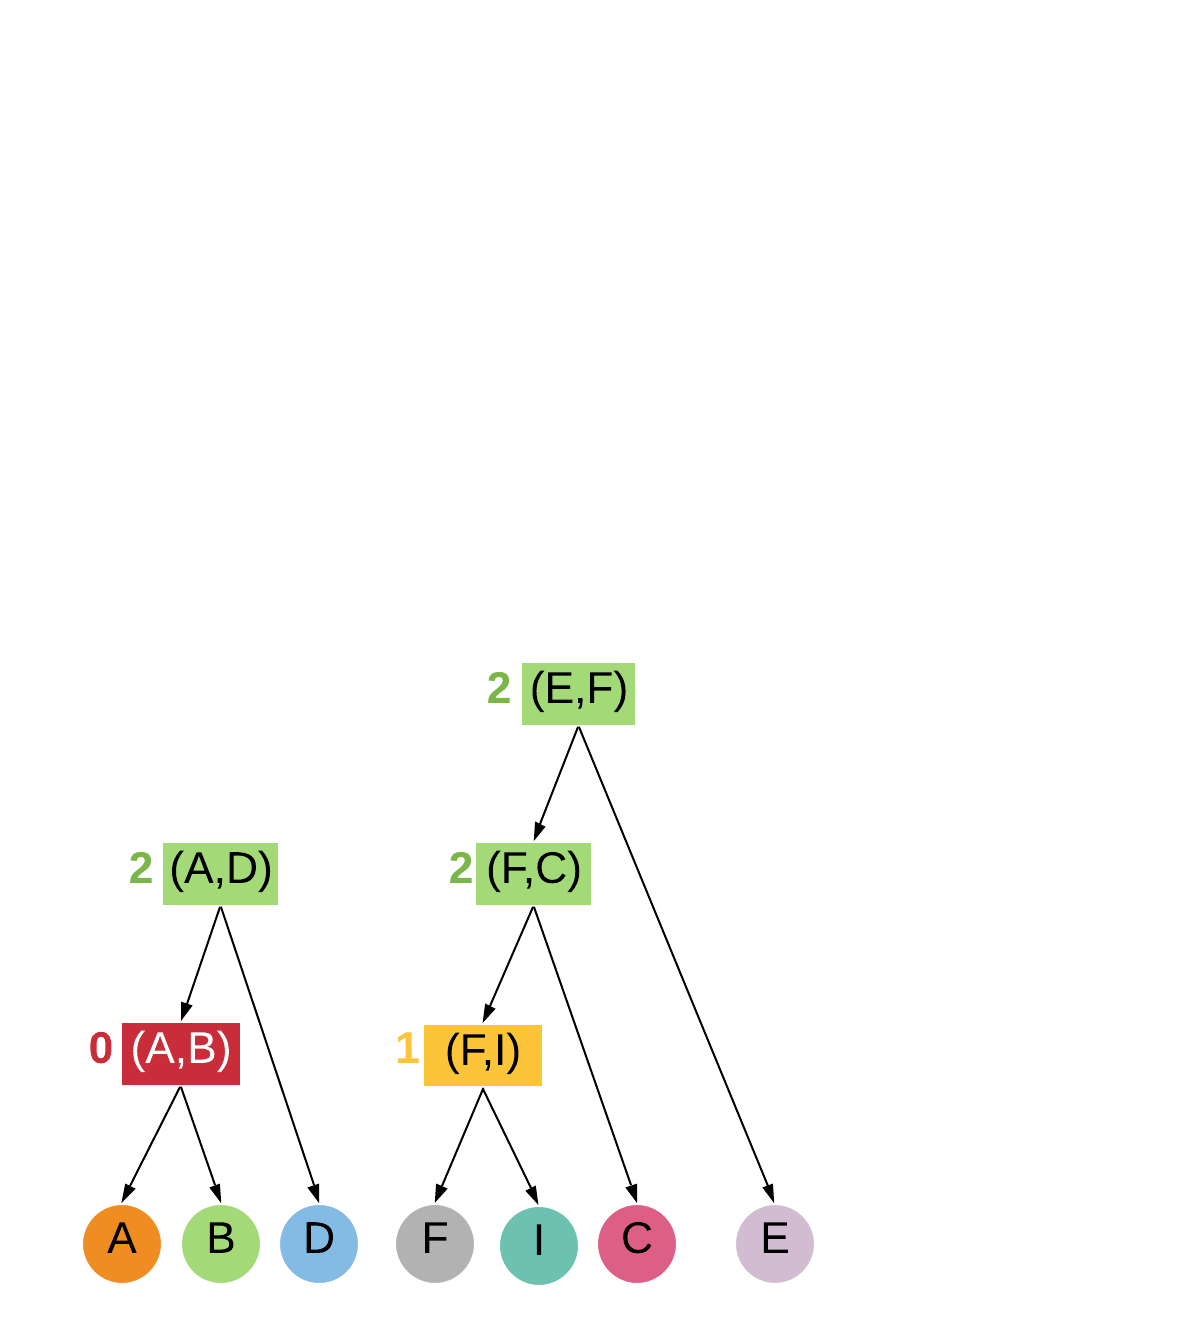 2 (E,F)
2 (A,D)
2 (F,C)
0 (A,B)
1 (F,I)
A B D F I C E